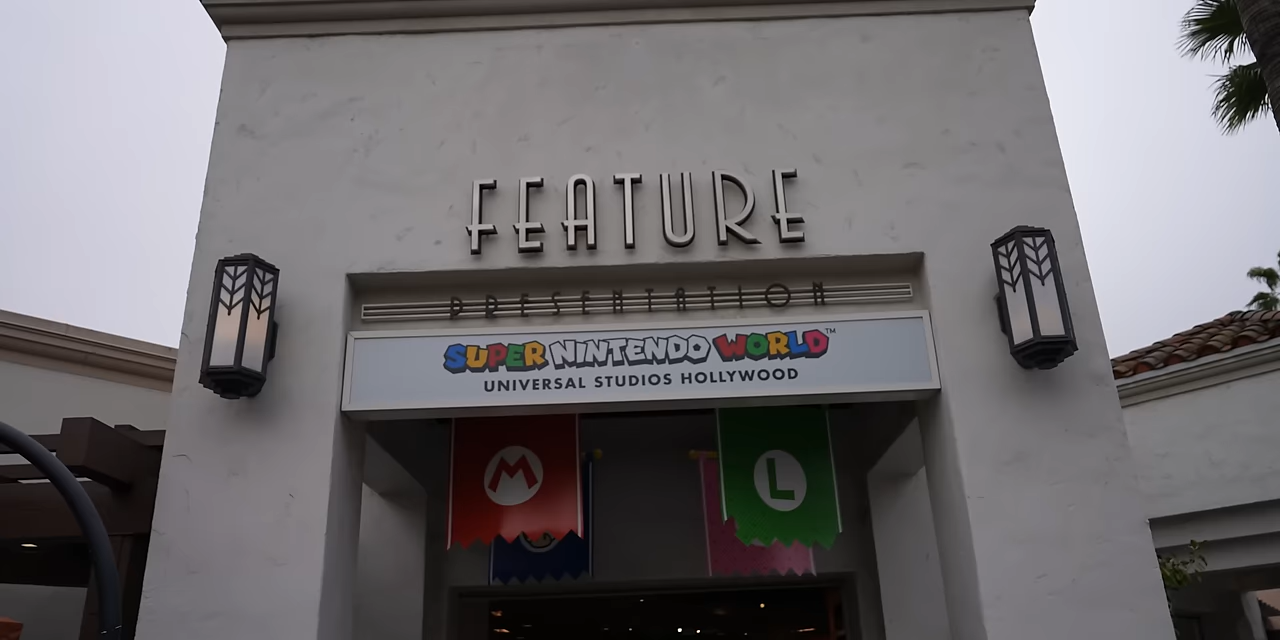 FEATURE
PRESENTATION
SUPER NINTENDO WORLD™
UNIVERSAL STUDIOS HOLLYWOOD
M L